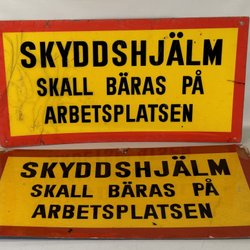 SKYDDSHJÄLM
SKALL BÄRAS PÅ
ARBETSPLATSEN
SKYDDSHJÄLM
SKALL BÄRAS PÅ
ARBETSPLATSEN